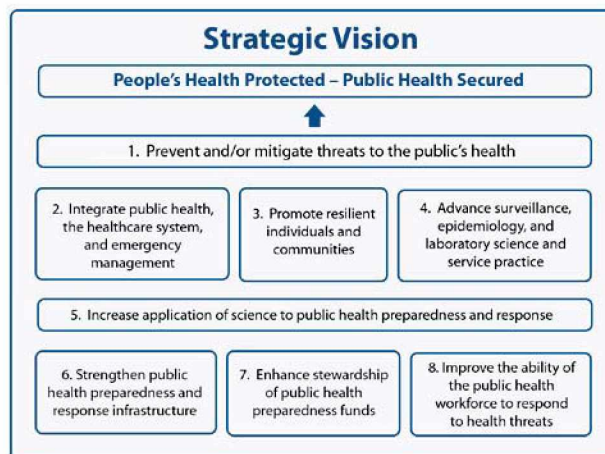 Strategic Vision
People's Health Protected – Public Health Secured
1. Prevent and/or mitigate threats to the public's health
2. Integrate public health,
the healthcare system,
and emergency
management
3. Promote resilient
individuals and
communities
4. Advance surveillance,
epidemiology, and
laboratory science and
service practice
5. Increase application of science to public health preparedness and response
6. Strengthen public
health preparedness and
response infrastructure
7. Enhance stewardship
of public health
preparedness funds
8. Improve the ability of
the public health
workforce to respond
to health threats